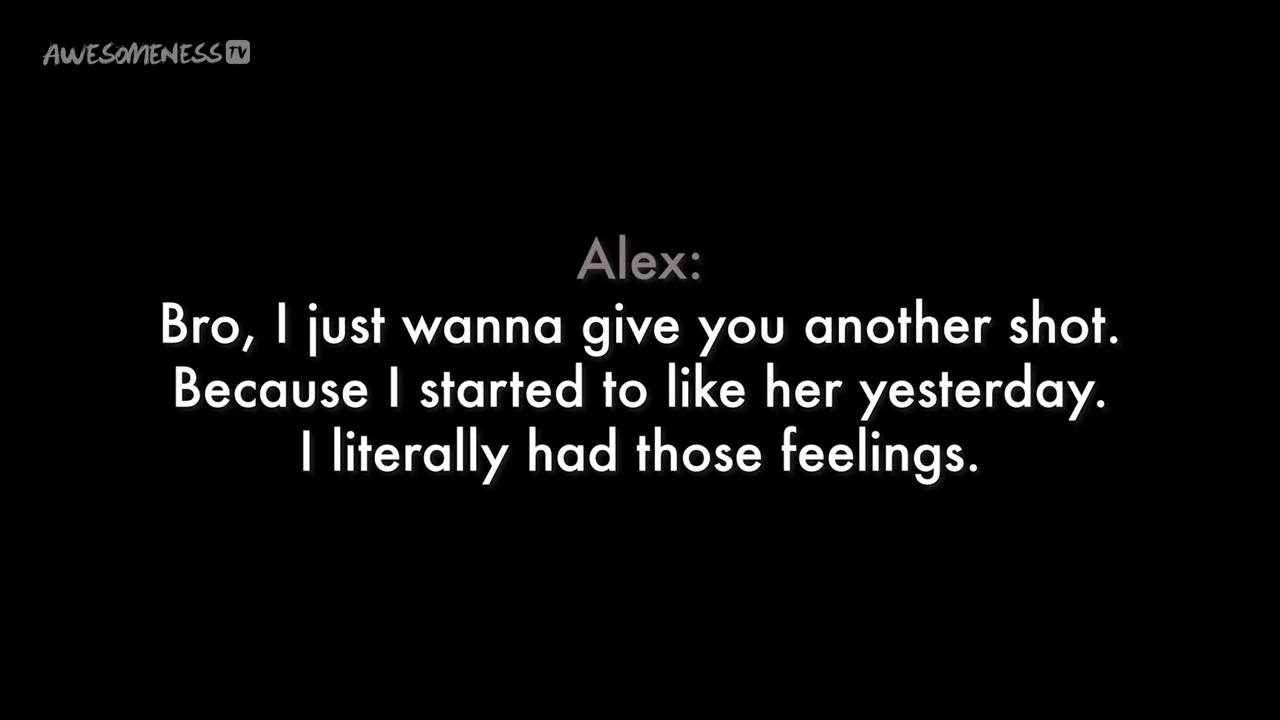 AWESOMENESS TV
Alex:
Bro, I just wanna give you another shot.
Because I started to like her yesterday.
I literally had those feelings.